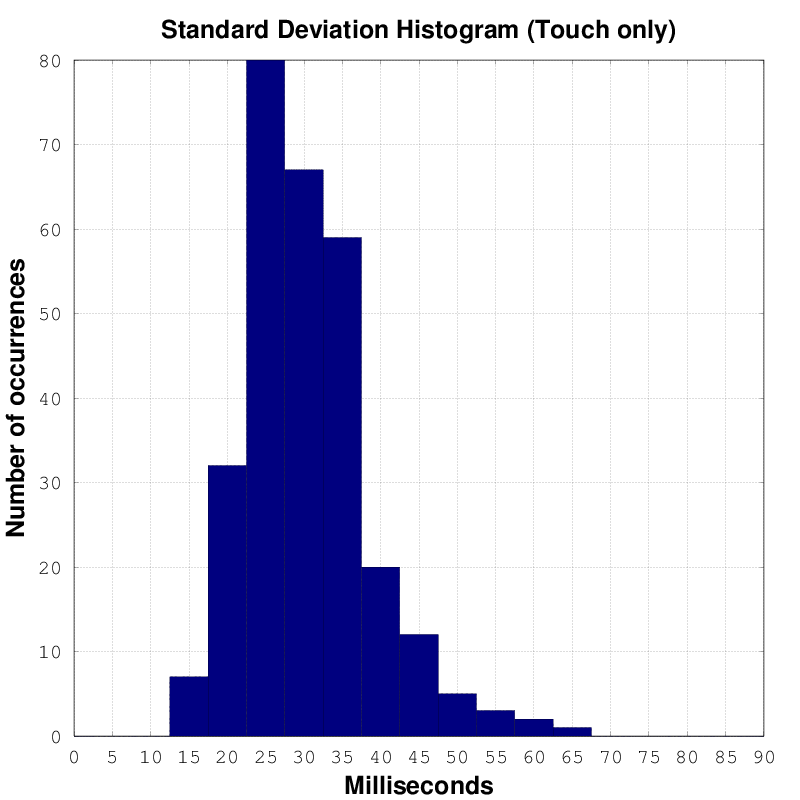 Standard Deviation Histogram (Touch only)
80
70
60
50
40
30
20
10
0
Number of occurrences
0 5 10 15 20 25 30 35 40 45 50 55 60 65 70 75 80 85 90
Milliseconds